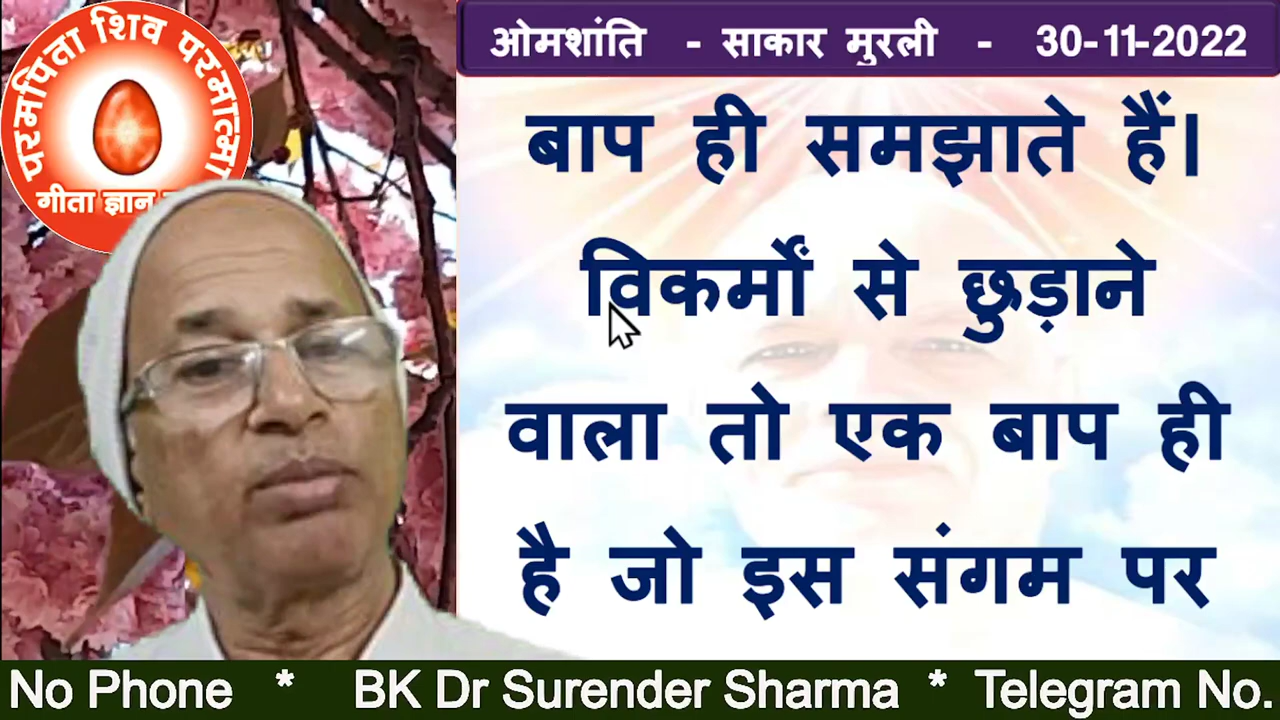 परमपिता शिव परमात्मा
गीता ज्ञान
ओमशांति - साकार मुरली - 30-11-2022
बाप ही समझाते हैं।
विकर्मों से छुड़ाने
वाला तो एक बाप ही
है जो इस संगम पर
No Phone * BK Dr Surender Sharma * Telegram No.